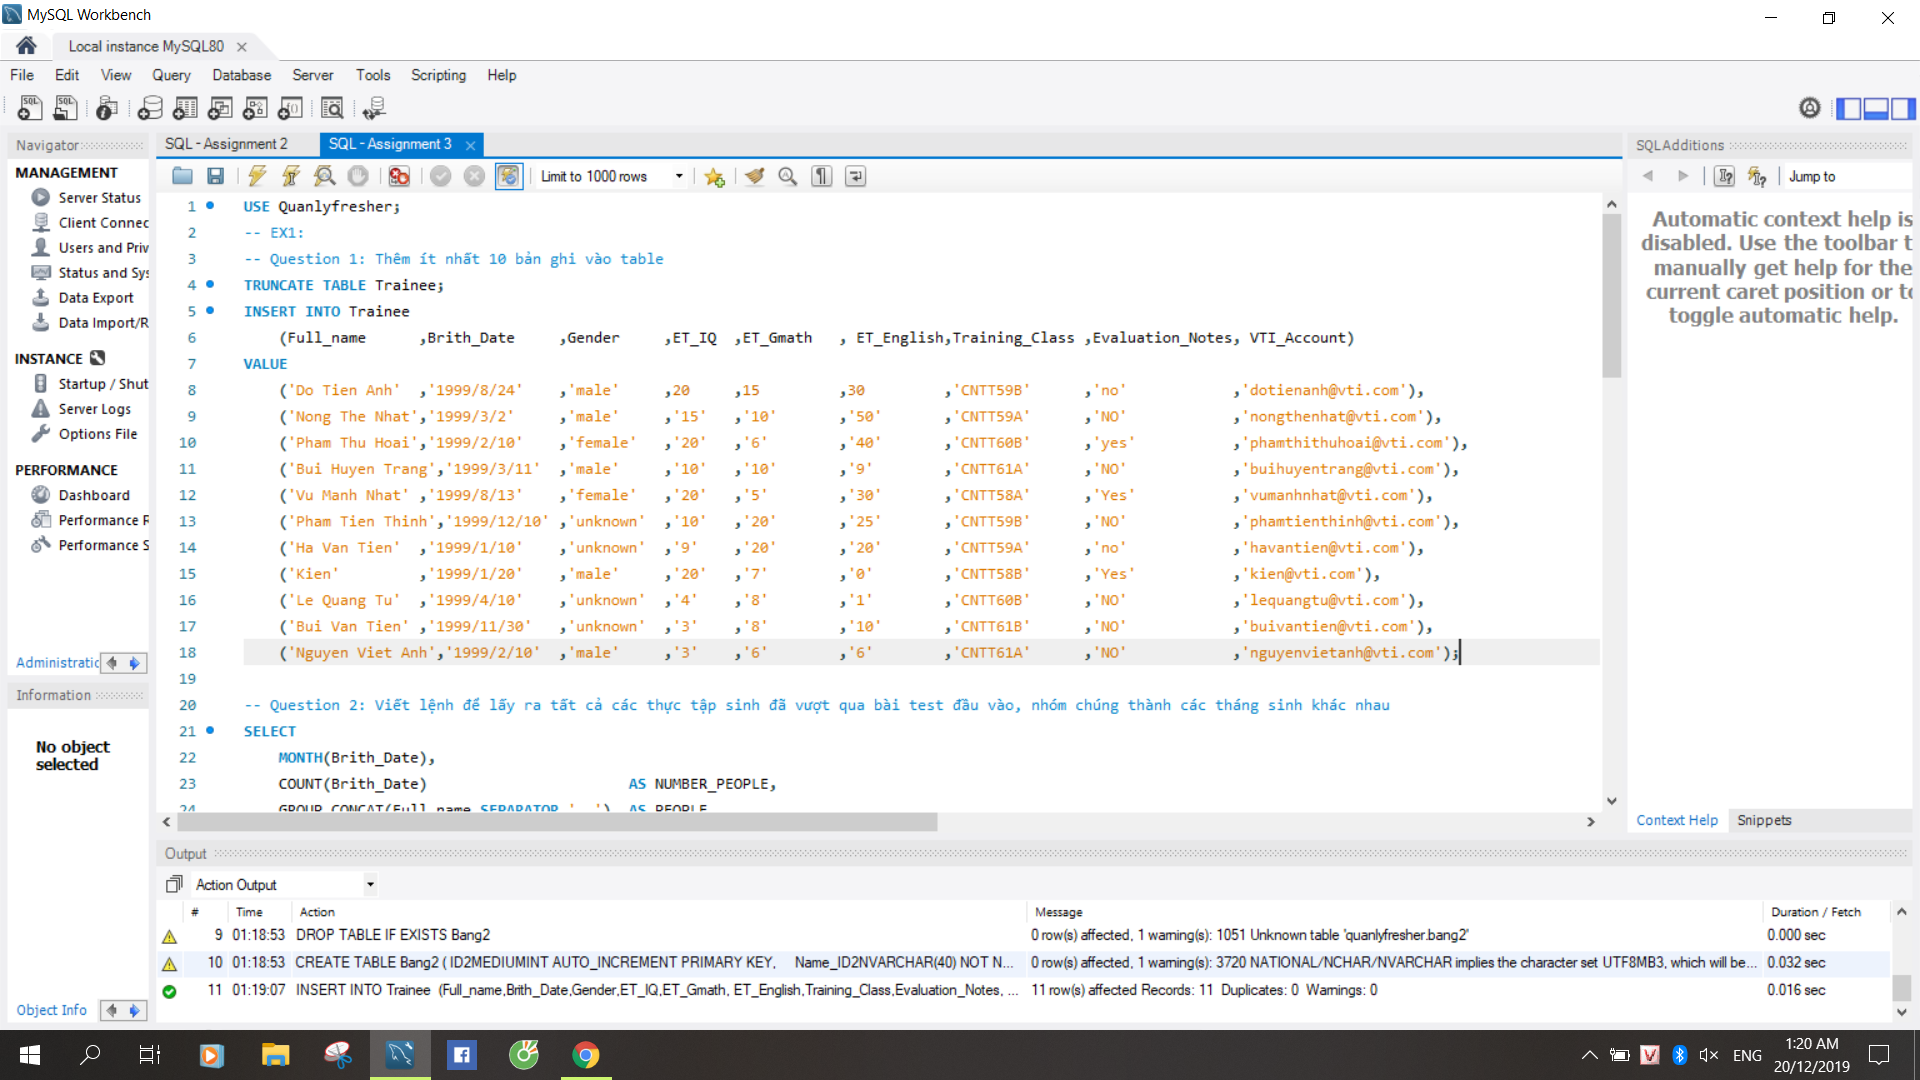 MySQL Workbench
Local instance MySQL80
File Edit View Query Database Server Tools Scripting Help
Navigator
MANAGEMENT
Server Status
Client Connec
Users and Priv
Status and Sys
Data Export
Data Import/R
INSTANCE
Startup / Shut
Server Logs
Options File
PERFORMANCE
Dashboard
Performance R
Performance S
Administratic
Information
No object
selected
Object Info
SQL - Assignment 2 SQL - Assignment 3
Limit to 1000 rows
1 USE Quanlyfresher;
2 -- EX1:
3 -- Question 1: Thêm ít nhất 10 bản ghi vào table
4 TRUNCATE TABLE Trainee;
5 INSERT INTO Trainee
6 (Full_name ,Brith_Date ,Gender ,ET_IQ ,ET_Gmath , ET_English,Training_Class ,Evaluation_Notes, VTI_Account)
7 VALUE
8 ('Do Tien Anh' ,'1999/8/24' ,'male' ,20 ,15 ,30 ,'CNTT59B' ,'no' ,'dotienanh@vti.com'),
9 ('Nong The Nhat','1999/3/2' ,'male' ,'15' ,'10' ,'50' ,'CNTT59A' ,'NO' ,'nongthenhat@vti.com'),
10 ('Pham Thu Hoai','1999/2/10' ,'female' ,'20' ,'6' ,'40' ,'CNTT60B' ,'yes' ,'phamthithuhoai@vti.com'),
11 ('Bui Huyen Trang','1999/3/11' ,'male' ,'10' ,'10' ,'9' ,'CNTT61A' ,'NO' ,'buihuyentrang@vti.com'),
12 ('Vu Manh Nhat' ,'1999/8/13' ,'female' ,'20' ,'5' ,'30' ,'CNTT58A' ,'Yes' ,'vumanhnhat@vti.com'),
13 ('Pham Tien Thinh','1999/12/10' ,'unknown' ,'10' ,'20' ,'25' ,'CNTT59B' ,'NO' ,'phamtienthinh@vti.com'),
14 ('Ha Van Tien' ,'1999/1/10' ,'unknown' ,'9' ,'20' ,'20' ,'CNTT59A' ,'no' ,'havantien@vti.com'),
15 ('Kien' ,'1999/1/20' ,'male' ,'20' ,'7' ,'0' ,'CNTT58B' ,'Yes' ,'kien@vti.com'),
16 ('Le Quang Tu' ,'1999/4/10' ,'unknown' ,'4' ,'8' ,'1' ,'CNTT60B' ,'NO' ,'lequangtu@vti.com'),
17 ('Bui Van Tien' ,'1999/11/30' ,'unknown' ,'3' ,'8' ,'10' ,'CNTT61B' ,'NO' ,'buivantien@vti.com'),
18 ('Nguyen Viet Anh','1999/2/10' ,'male' ,'3' ,'6' ,'6' ,'CNTT61A' ,'NO' ,'nguyenvietanh@vti.com');
19
20 -- Question 2: Viết lệnh để lấy ra tất cả các thực tập sinh đã vượt qua bài test đầu vào, nhóm chúng thành các tháng sinh khác nhau
21 SELECT
22 MONTH(Brith_Date),
23 COUNT(Brith_Date) AS NUMBER_PEOPLE,
24 GROUP_CONCAT(Full_name SEPARATOR ' , ') AS PEOPLE
SQLAdditions
Jump to
Automatic context help is
disabled. Use the toolbar t
manually get help for the
current caret position or to
toggle automatic help.
Context Help Snippets
Output
Action Output
# Time Action Message Duration / Fetch
9 01:18:53 DROP TABLE IF EXISTS Bang2 0 row(s) affected, 1 warning(s): 1051 Unknown table 'quanlyfresher.bang2' 0.000 sec
10 01:18:53 CREATE TABLE Bang2 ( ID2MEDIUMINT AUTO_INCREMENT PRIMARY KEY, Name_ID2NVARCHAR(40) NOT N... 0 row(s) affected, 1 warning(s): 3720 NATIONAL/NCHAR/NVARCHAR implies the character set UTF8MB3, which will be... 0.032 sec
11 01:19:07 INSERT INTO Trainee (Full_name,Brith_Date,Gender,ET_IQ,ET_Gmath, ET_English,Training_Class,Evaluation_Notes, ... 11 row(s) affected Records: 11 Duplicates: 0 Warnings: 0 0.016 sec
ENG
1:20 AM
20/12/2019